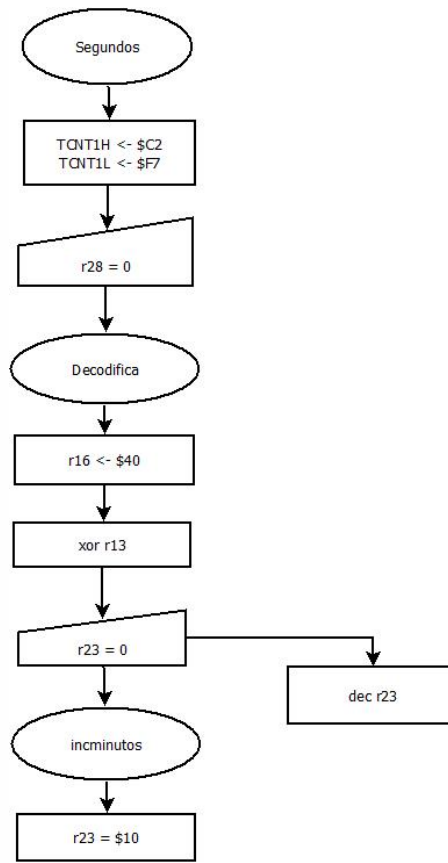 Segundos
TCNT1H <- $C2
TCNT1L <- $F7
r28 = 0
Decodifica
r16 <- $40
xor r13
r23 = 0
dec r23
incminutos
r23 = $10